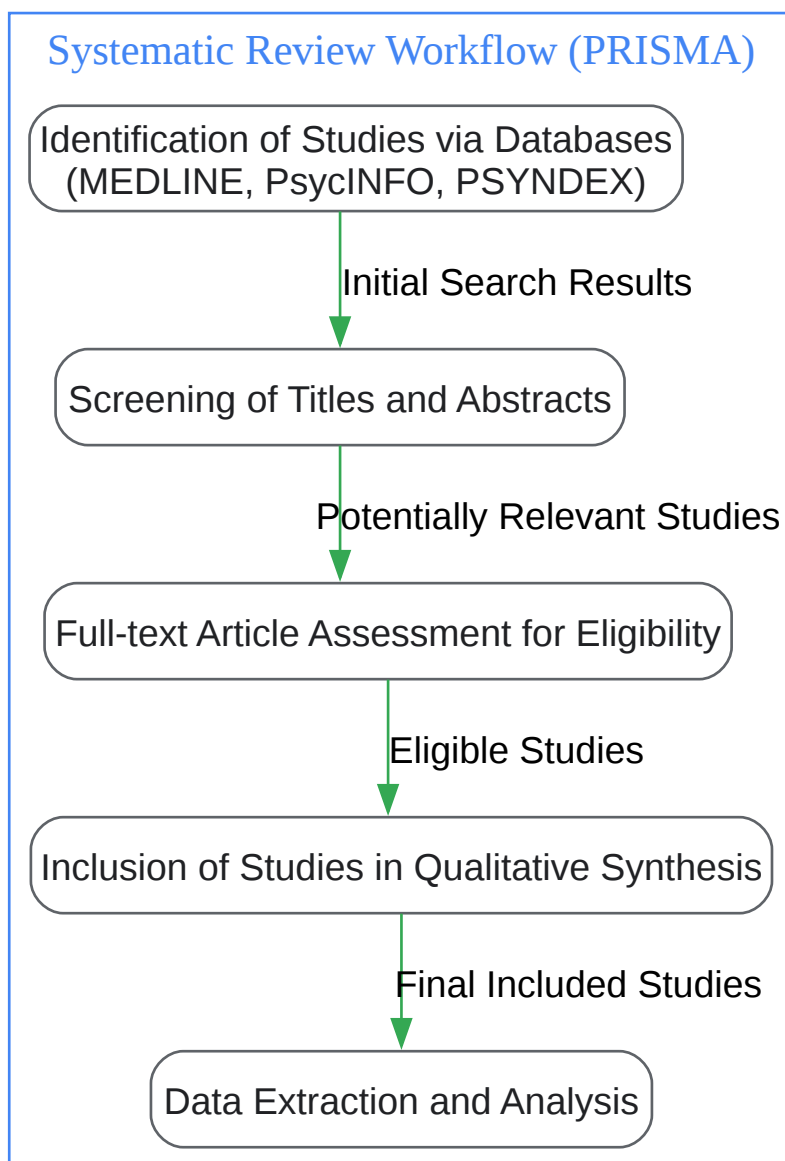 Systematic Review Workflow (PRISMA)
Identification of Studies via Databases
(MEDLINE, PsycINFO, PSYNDEX)
Initial Search Results
Screening of Titles and Abstracts
Potentially Relevant Studies
Full-text Article Assessment for Eligibility
Eligible Studies
Inclusion of Studies in Qualitative Synthesis
Final Included Studies
Data Extraction and Analysis